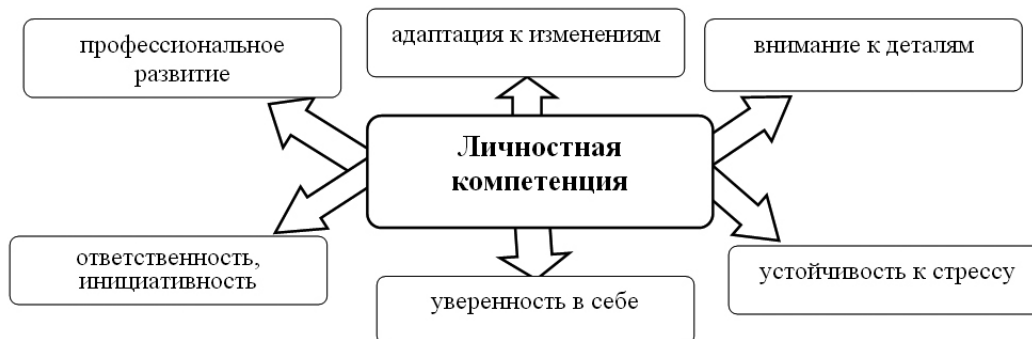 профессиональное
развитие
адаптация к изменениям
внимание к деталям
Личностная
компетенция
ответственность,
инициативность
уверенность в себе
устойчивость к стрессу